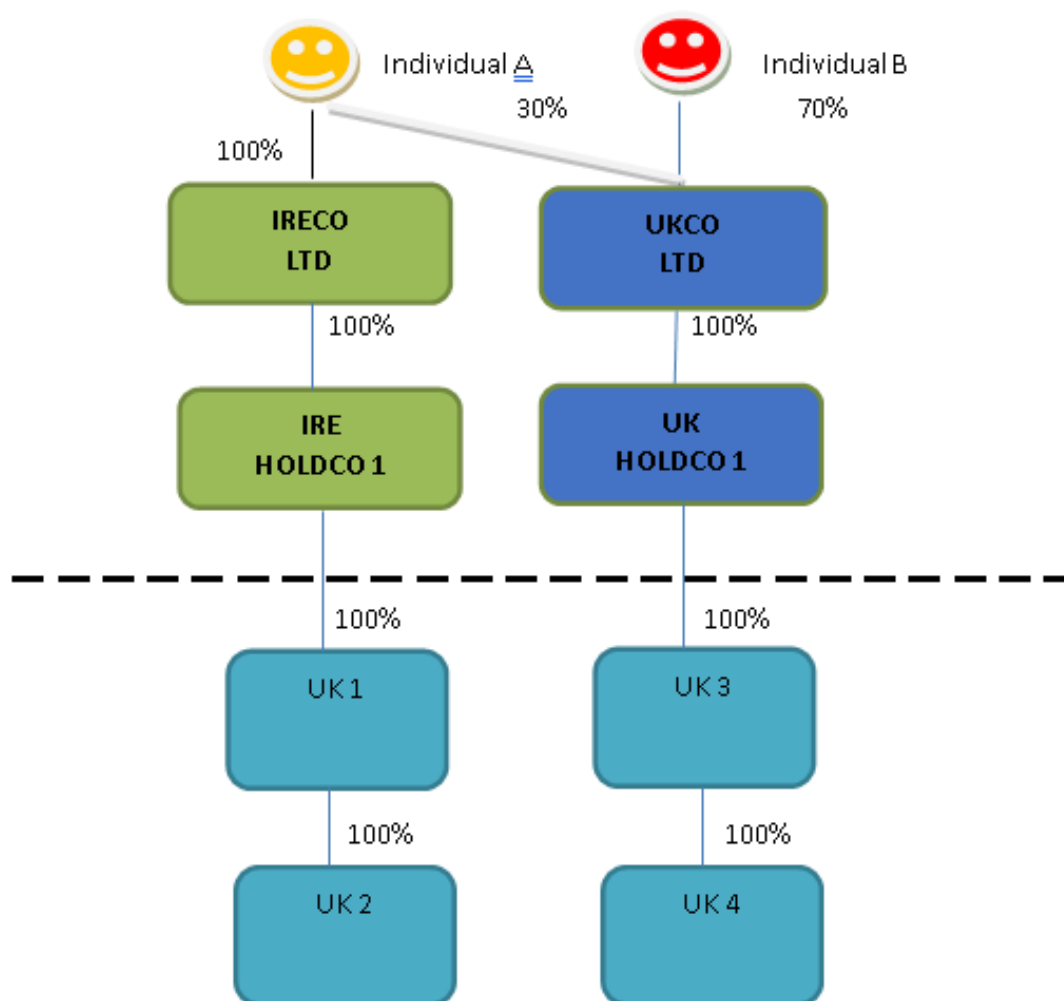 Individual A
Individual B
30%
70%
100%
IRECO
LTD
UKCO
LTD
100%
100%
IRE
HOLDCO 1
UK
HOLDCO 1
100%
100%
UK 1
UK 3
100%
100%
UK 2
UK 4